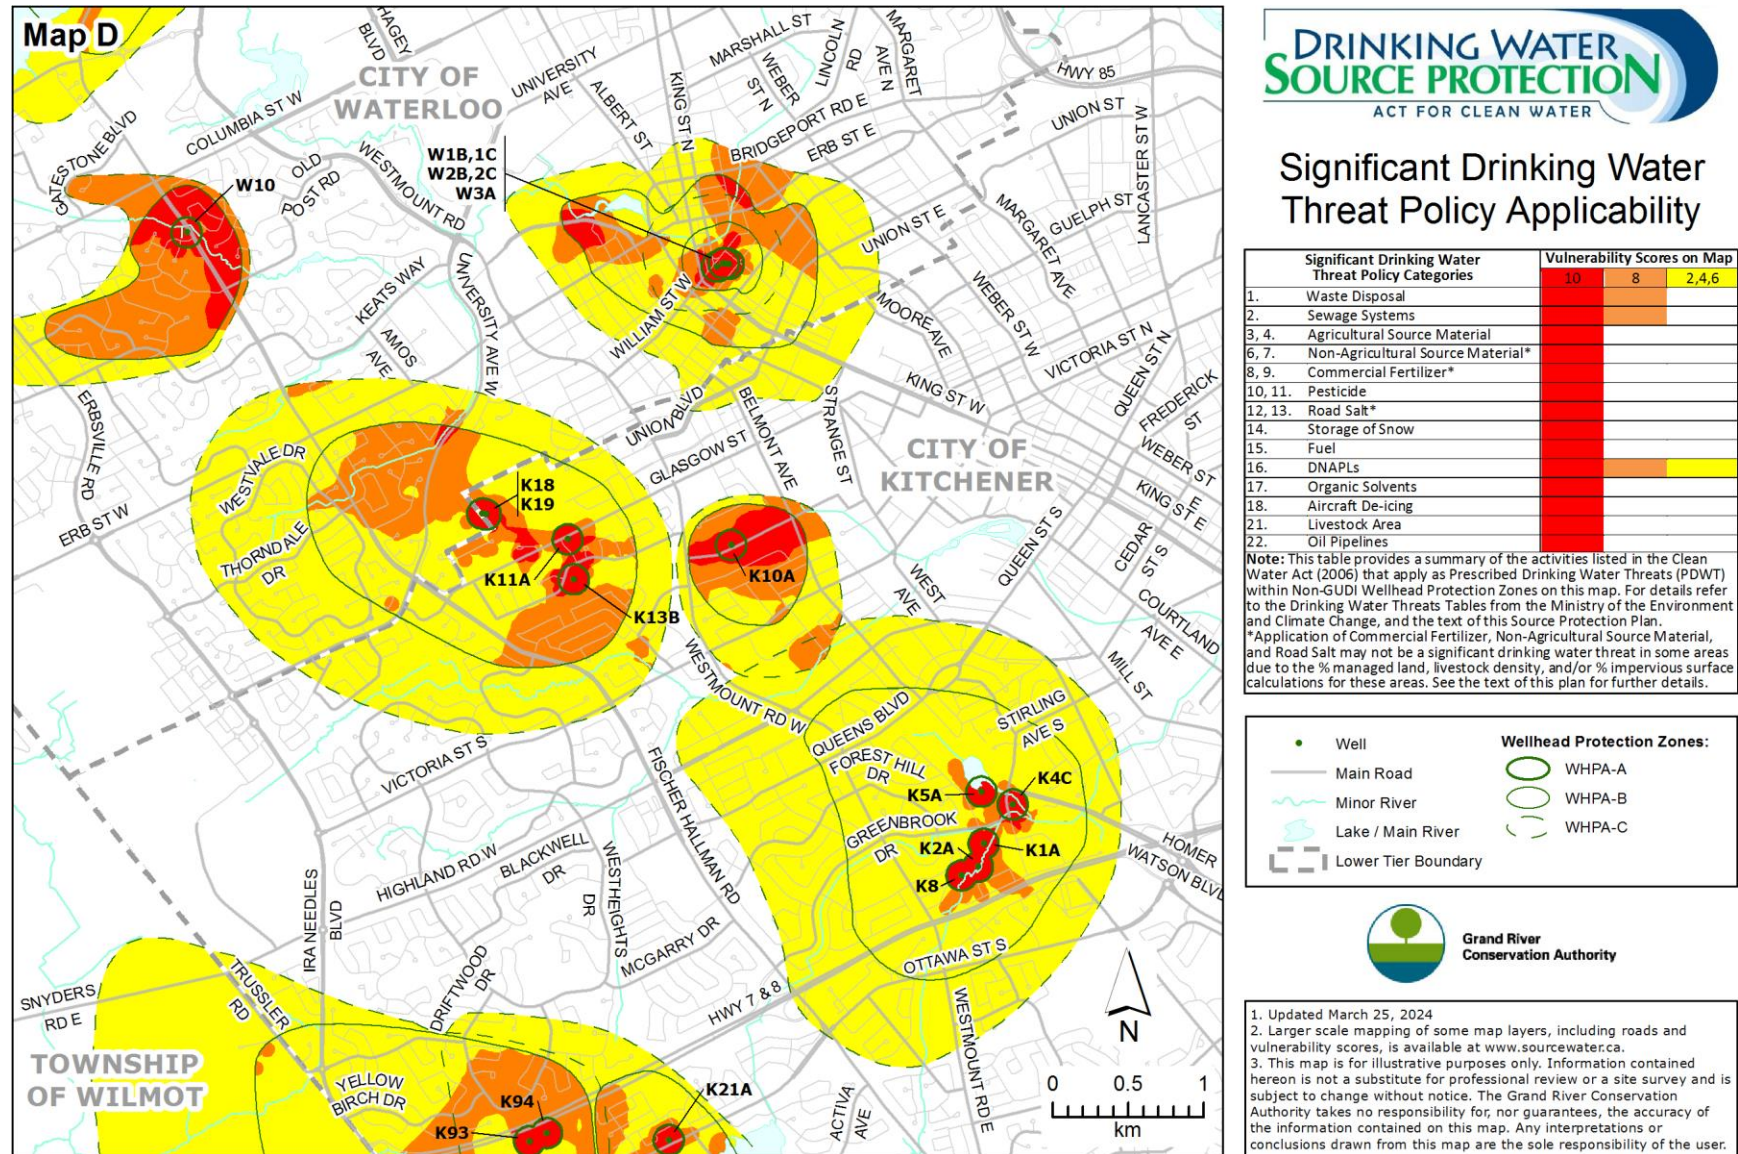 Map D
HAGEY
BLVD
CITY OF
WATERLOO
UNIVERSITY
AVE
ALBERT ST
KING ST N
MARSHALL ST
WEBER
ST N
LINCOLN
RD
MARGARET
AVE N
HWY 85
UNION ST
LANCASTER ST W
BRIDGEPORT RD E
ERB ST E
GATESTONE BLVD
COLUMBIA ST W
OLD
POST RD
WESTMOUNT RD
W10
W1B,1C
W2B,2C
W3A
GUELPH ST
MARGARET AVE
UNION ST E
KEATS WAY
UNIVERSITY AVE W
AMOS
AVE
WILLIAM ST W
MOORE AVE
WEBER ST W
VICTORIA ST N
QUEEN ST N
FREDERICK
ST
ERBSVILLE RD
UNION BLVD
BELMONT AVE
STRANGE ST
KING ST W
GLASGOW ST
CITY OF
KITCHENER
WEBER ST
E
KING ST E
WESTVALE DR
ERB ST W
THORNDALE
DR
K18
K19
K11A
K13B
K10A
QUEEN ST S
CEDAR
ST S
WEST
AVE
COURTLAND
AVE E
MILL ST
WESTMOUNT RD W
QUEENS BLVD
STIRLING
AVE S
FOREST HILL
DR
VICTORIA ST S
FISCHER HALLMAN RD
K5A
K4C
GREENBROOK
DR
K2A
K1A
K8
HOMER
WATSON BLVD
HIGHLAND RD W
BLACKWELL
DR
WESTHEIGHTS
DR
IRA NEEDLES
BLVD
MCGARRY DR
OTTAWA ST S
DRIFTWOOD
DR
HWY 7 & 8
SNYDERS
RD E
TRUSSLER
RD
WESTMOUNT RD E
N
TOWNSHIP
OF WILMOT
YELLOW
BIRCH DR
K94
K93
K21A
ACTIVA
AVE
0 0.5 1
km
DRINKING WATER
SOURCE PROTECTION
ACT FOR CLEAN WATER
Significant Drinking Water
Threat Policy Applicability
Significant Drinking Water
Threat Policy Categories
Vulnerability Scores on Map
10 8 2,4,6
1. Waste Disposal
2. Sewage Systems
3, 4. Agricultural Source Material
6, 7. Non-Agricultural Source Material*
8, 9. Commercial Fertilizer*
10, 11. Pesticide
12, 13. Road Salt*
14. Storage of Snow
15. Fuel
16. DNAPLs
17. Organic Solvents
18. Aircraft De-icing
21. Livestock Area
22. Oil Pipelines
Note: This table provides a summary of the activities listed in the Clean
Water Act (2006) that apply as Prescribed Drinking Water Threats (PDWT)
within Non-GUDI Wellhead Protection Zones on this map. For details refer
to the Drinking Water Threats Tables from the Ministry of the Environment
and Climate Change, and the text of this Source Protection Plan.
*Application of Commercial Fertilizer, Non-Agricultural Source Material,
and Road Salt may not be a significant drinking water threat in some areas
due to the % managed land, livestock density, and/or % impervious surface
calculations for these areas. See the text of this plan for further details.
Well
Main Road
Minor River
Lake / Main River
Lower Tier Boundary
Wellhead Protection Zones:
WHPA-A
WHPA-B
WHPA-C
Grand River
Conservation Authority
1. Updated March 25, 2024
2. Larger scale mapping of some map layers, including roads and
vulnerability scores, is available at www.sourcewater.ca.
3. This map is for illustrative purposes only. Information contained
hereon is not a substitute for professional review or a site survey and is
subject to change without notice. The Grand River Conservation
Authority takes no responsibility for, nor guarantees, the accuracy of
the information contained on this map. Any interpretations or
conclusions drawn from this map are the sole responsibility of the user.